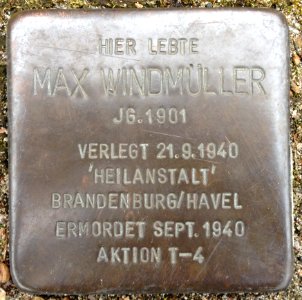 HIER LEBTE
MAX WINDMÜLLER
JG. 1901
VERLEGT 21.9.1940
'HEILANSTALT'
BRANDENBURG/HAVEL
ERMORDET SEPT. 1940
AKTION T-4